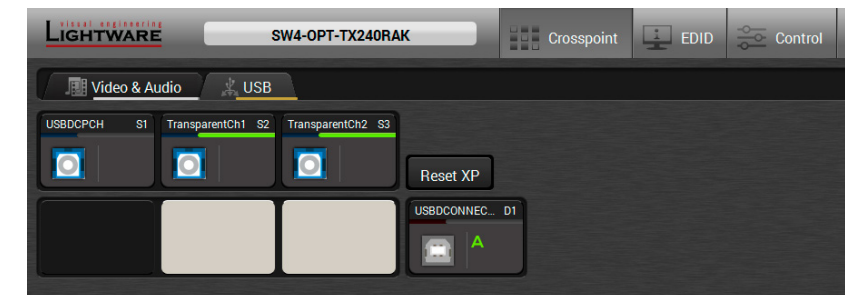 visual engineering
LIGHTWARE
SW4-OPT-TX240RAK
Crosspoint
EDID
Control
Video & Audio
USB
USBDCPCH S1
TransparentCh1 S2
TransparentCh2 S3
Reset XP
USBDCONNEC... D1
A